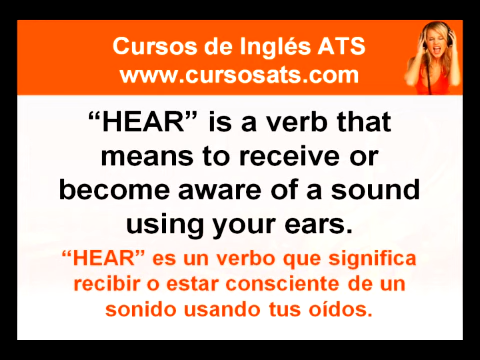 Cursos de Inglés ATS
www.cursosats.com
“HEAR” is a verb that
means to receive or
become aware of a sound
using your ears.
“HEAR” es un verbo que significa
recibir o estar consciente de un
sonido usando tus oídos.